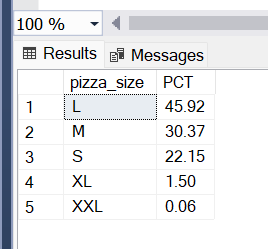 100 %
Results Messages
pizza_size PCT
1 L 45.92
2 M 30.37
3 S 22.15
4 XL 1.50
5 XXL 0.06